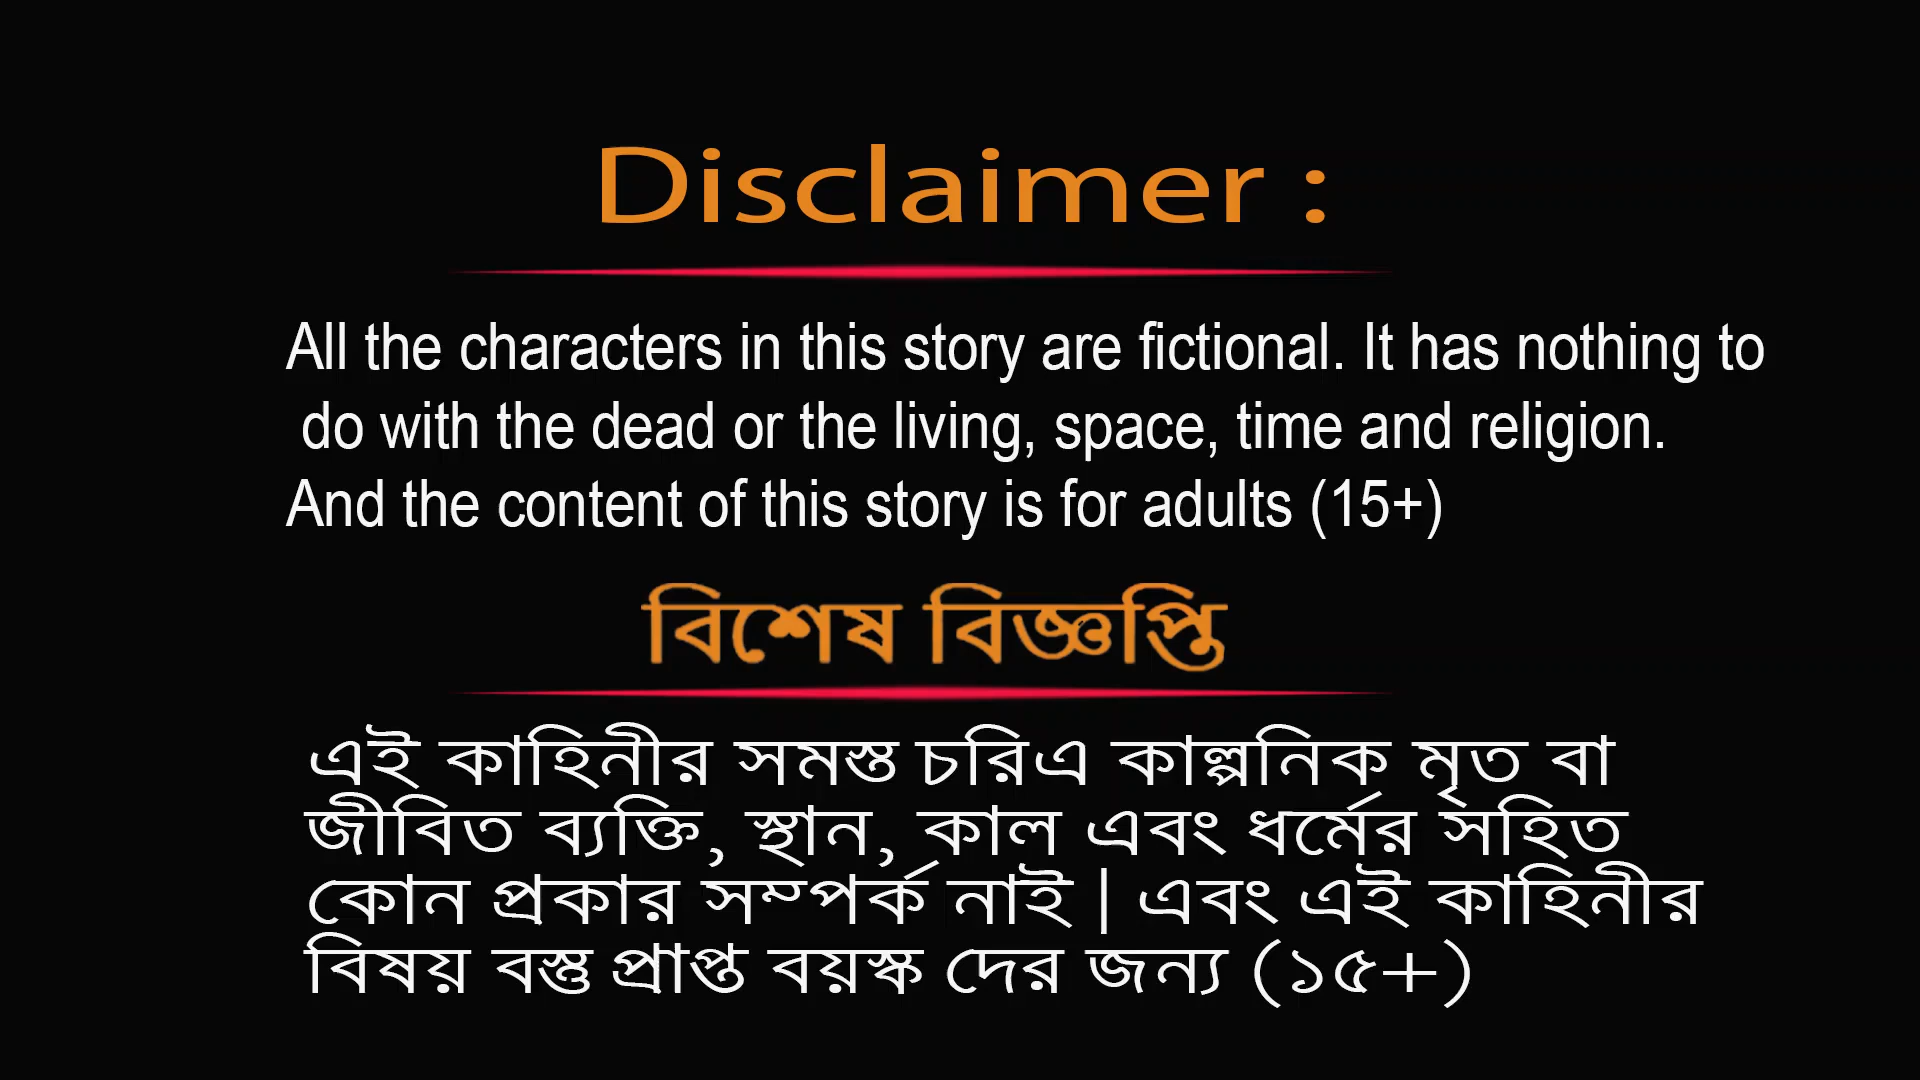 Disclaimer :
All the characters in this story are fictional. It has nothing to
do with the dead or the living, space, time and religion.
And the content of this story is for adults (15+)
বিশেষ বিজ্ঞপ্তি
এই কাহিনীর সমস্ত চরিএ কাল্পনিক মৃত বা
জীবিত ব্যক্তি, স্থান, কাল এবং ধর্মের সহিত
কোন প্রকার সম্পর্ক নাই | এবং এই কাহিনীর
বিষয় বস্তু প্রাপ্ত বয়স্ক দের জন্য (১৫+)